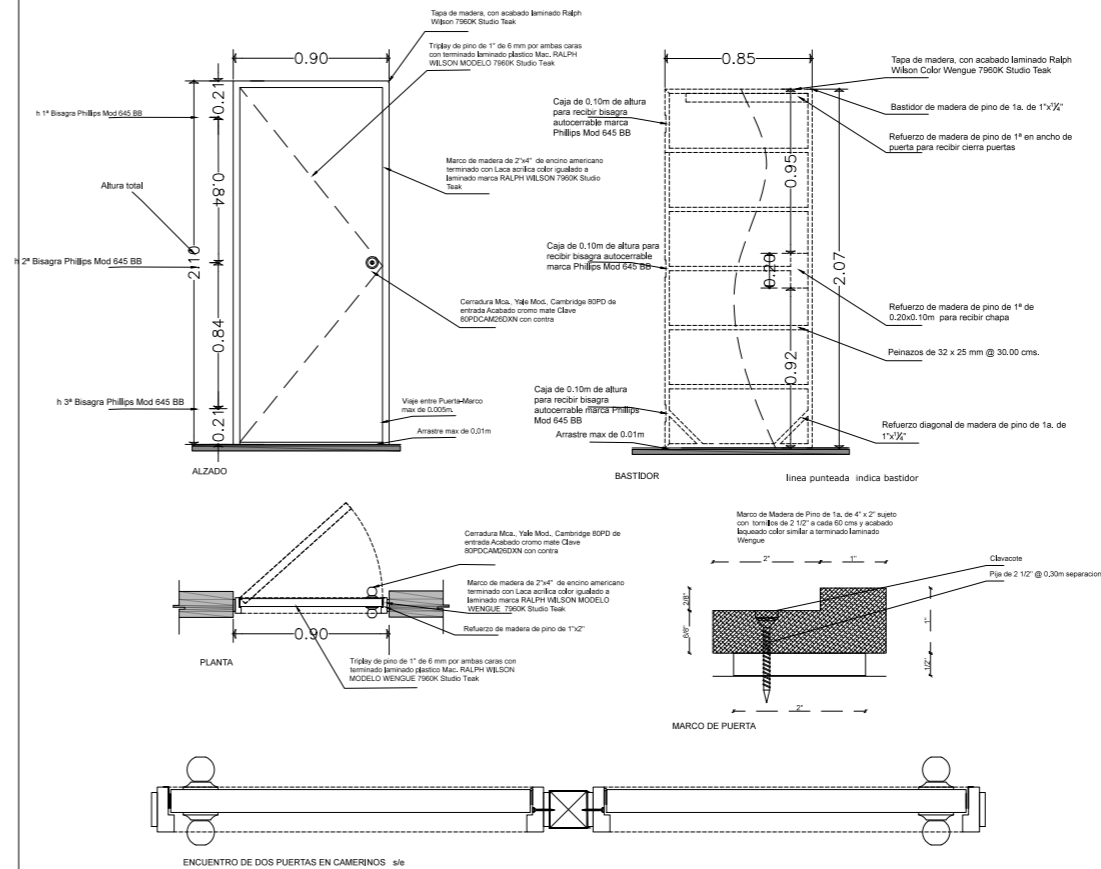 Tapa de madera, con acabado laminado Ralph
Wilson 7960K Studio Teak
0.90
Triplay de pino de 1" de 6 mm por ambas caras
con terminado laminado plastico Mac. RALPH
WILSON MODELO 7960K Studio Teak
0.21
h 1ª Bisagra Phillips Mod 645 BB
Marco de madera de 2"x4" de encino americano
terminado con Laca acrilica color igualado a
laminado marca RALPH WILSON 7960K Studio
Teak
Altura total
0.84
2.10
h 2ª Bisagra Phillips Mod 645 BB
Cerradura Mca., Yale Mod., Cambridge 80PD de
entrada Acabado cromo mate Clave
80PDCAM26DXN con contra
0.84
h 3ª Bisagra Phillips Mod 645 BB
0.21
Viaje entre Puerta-Marco
max de 0.005m.
Arrastre max de 0,01m
ALZADO
0.85
Tapa de madera, con acabado laminado Ralph
Wilson Color Wengue 7960K Studio Teak
Caja de 0.10m de altura
para recibir bisagra
autocerrable marca
Phillips Mod 645 BB
Bastidor de madera de pino de 1a. de 1"x¾"
Refuerzo de madera de pino de 1ª en ancho de
puerta para recibir cierra puertas
0.95
Caja de 0.10m de altura para
recibir bisagra autocerrable
marca Phillips Mod 645 BB
0.20
2.07
Refuerzo de madera de pino de 1ª de
0.20x0.10m para recibir chapa
Peinazos de 32 x 25 mm @ 30.00 cms.
0.92
Caja de 0.10m de altura
para recibir bisagra
autocerrable marca Phillips
Mod 645 BB
Arrastre max de 0.01m
Refuerzo diagonal de madera de pino de 1a. de
1"x¾"
BASTIDOR
linea punteada indica bastidor
Cerradura Mca., Yale Mod., Cambridge 80PD de
entrada Acabado cromo mate Clave
80PDCAM26DXN con contra
Marco de madera de 2"x4" de encino americano
terminado con Laca acrilica color igualado a
laminado marca RALPH WILSON MODELO
WENGUE 7960K Studio Teak
Refuerzo de madera de pino de 1"x2"
0.90
PLANTA
Triplay de pino de 1" de 6 mm por ambas caras con
terminado laminado plastico Mac. RALPH WILSON
MODELO WENGUE 7960K Studio Teak
Marco de Madera de Pino de 1a, de 4" x 2" sujeto
con tornillos de 2 1/2" a cada 60 cms y acabado
laqueado color similar a terminado laminado
Wengue
2"
1"
Clavacote
Pija de 2 1/2" @ 0,30m separacion
2/8"
6/8"
1"
1/2"
2"
MARCO DE PUERTA
ENCUENTRO DE DOS PUERTAS EN CAMERINOS s/e